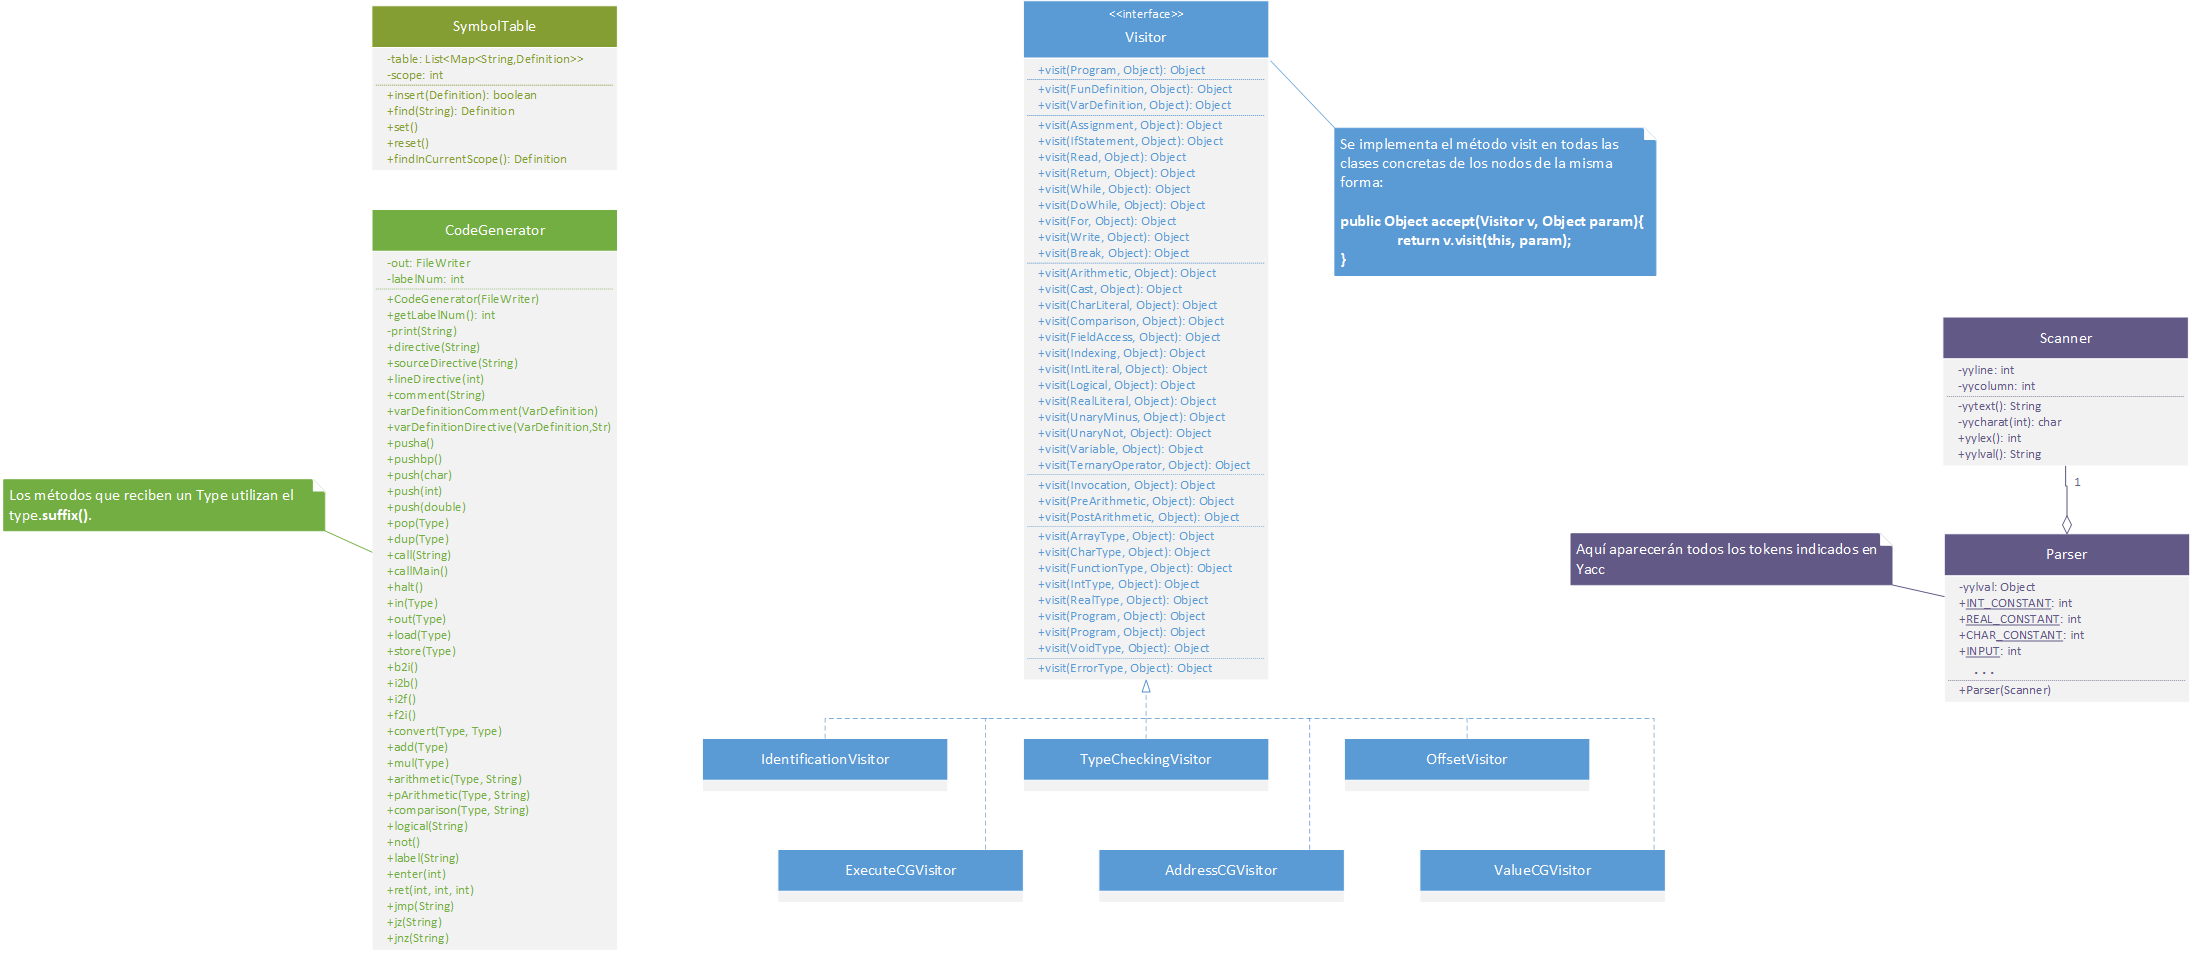 SymbolTable
-table: List<Map<String,Definition>>
-scope: int
+insert(Definition): boolean
+find(String): Definition
+set()
+reset()
+findInCurrentScope(): Definition
CodeGenerator
-out: FileWriter
-labelNum: int
+CodeGenerator(FileWriter)
+getLabelNum(): int
-print(String)
+directive(String)
+sourceDirective(String)
+lineDirective(int)
+comment(String)
+varDefinitionComment(VarDefinition)
+varDefinitionDirective(VarDefinition,Str)
+pusha()
+pushbp()
+push(char)
+push(int)
+push(double)
+pop(Type)
+dup(Type)
+call(String)
+callMain()
+halt()
+in(Type)
+out(Type)
+load(Type)
+store(Type)
+b2i()
+i2b()
+i2f()
+f2i()
+convert(Type, Type)
+add(Type)
+mul(Type)
+arithmetic(Type, String)
+pArithmetic(Type, String)
+comparison(Type, String)
+logical(String)
+not()
+label(String)
+enter(int)
+ret(int, int, int)
+jmp(String)
+jz(String)
+jnz(String)
Los métodos que reciben un Type utilizan el
type.suffix().
<<interface>>
Visitor
+visit(Program, Object): Object
+visit(FunDefinition, Object): Object
+visit(VarDefinition, Object): Object
+visit(Assignment, Object): Object
+visit(IfStatement, Object): Object
+visit(Read, Object): Object
+visit(Return, Object): Object
+visit(While, Object): Object
+visit(DoWhile, Object): Object
+visit(For, Object): Object
+visit(Write, Object): Object
+visit(Break, Object): Object
+visit(Arithmetic, Object): Object
+visit(Cast, Object): Object
+visit(CharLiteral, Object): Object
+visit(Comparison, Object): Object
+visit(FieldAccess, Object): Object
+visit(Indexing, Object): Object
+visit(IntLiteral, Object): Object
+visit(Logical, Object): Object
+visit(RealLiteral, Object): Object
+visit(UnaryMinus, Object): Object
+visit(UnaryNot, Object): Object
+visit(Variable, Object): Object
+visit(TernaryOperator, Object): Object
+visit(Invocation, Object): Object
+visit(PreArithmetic, Object): Object
+visit(PostArithmetic, Object): Object
+visit(ArrayType, Object): Object
+visit(CharType, Object): Object
+visit(FunctionType, Object): Object
+visit(IntType, Object): Object
+visit(RealType, Object): Object
+visit(Program, Object): Object
+visit(Program, Object): Object
+visit(VoidType, Object): Object
+visit(ErrorType, Object): Object
Se implementa el método visit en todas las
clases concretas de los nodos de la misma
forma:
public Object accept(Visitor v, Object param){
return v.visit(this, param);
}
IdentificationVisitor
TypeCheckingVisitor
OffsetVisitor
ExecuteCGVisitor
AddressCGVisitor
ValueCGVisitor
Scanner
-yyline: int
-yycolumn: int
-yytext(): String
-yycharat(int): char
+yylex(): int
+yylval(): String
1
Aquí aparecerán todos los tokens indicados en
Yacc
Parser
-yylval: Object
+INT_CONSTANT: int
+REAL_CONSTANT: int
+CHAR_CONSTANT: int
+INPUT: int
...
+Parser(Scanner)